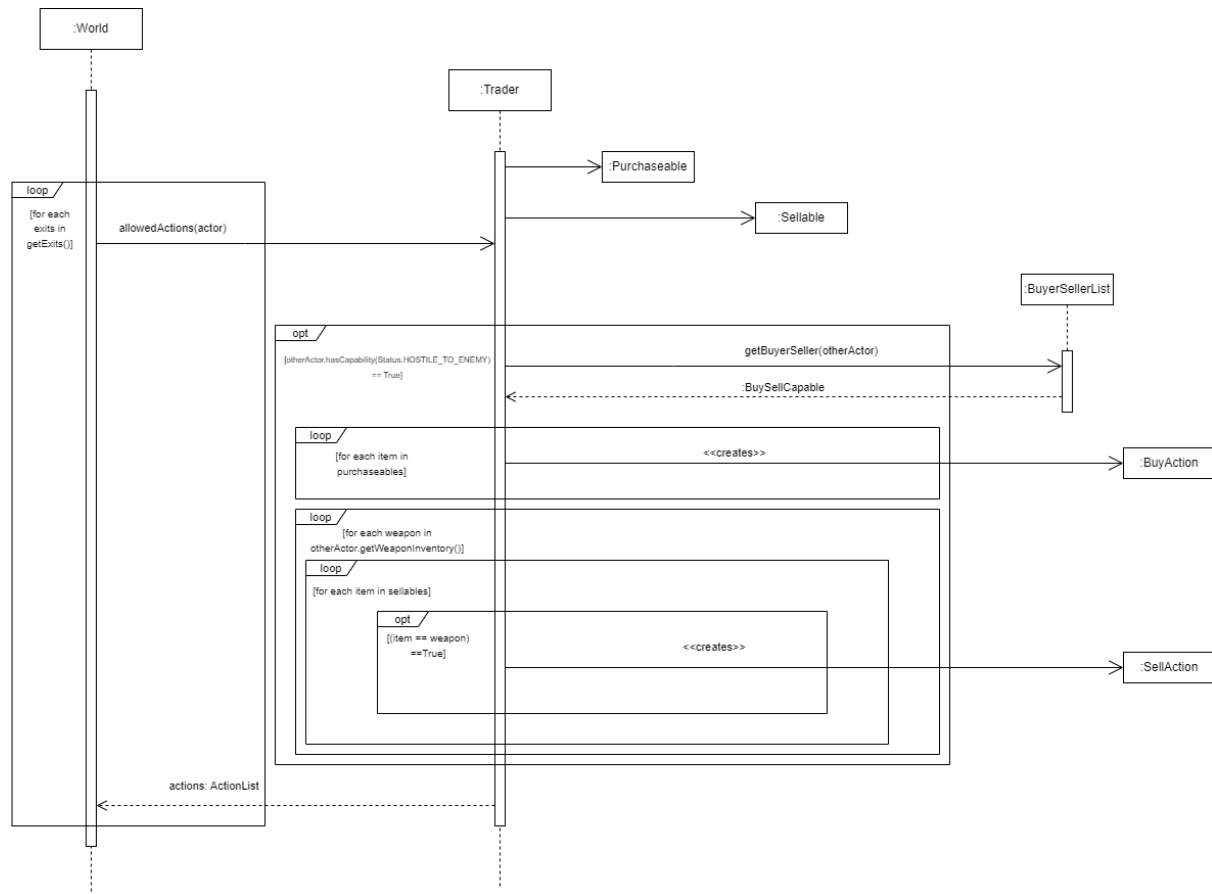 :World
:Trader
:Purchaseable
loop
[for each
exits in
getExits()]
:Sellable
allowedActions(actor)
:BuyerSellerList
opt
[otherActor.hasCapability(Status.HOSTILE_TO_ENEMY)
== True]
getBuyerSeller(otherActor)
:BuySellCapable
loop
[for each item in
purchaseables]
<<creates>>
:BuyAction
loop
[for each weapon in
otherActor.getWeaponInventory()]
loop
[for each item in sellables]
opt
[(item == weapon)
==True]
<<creates>>
:SellAction
actions: ActionList